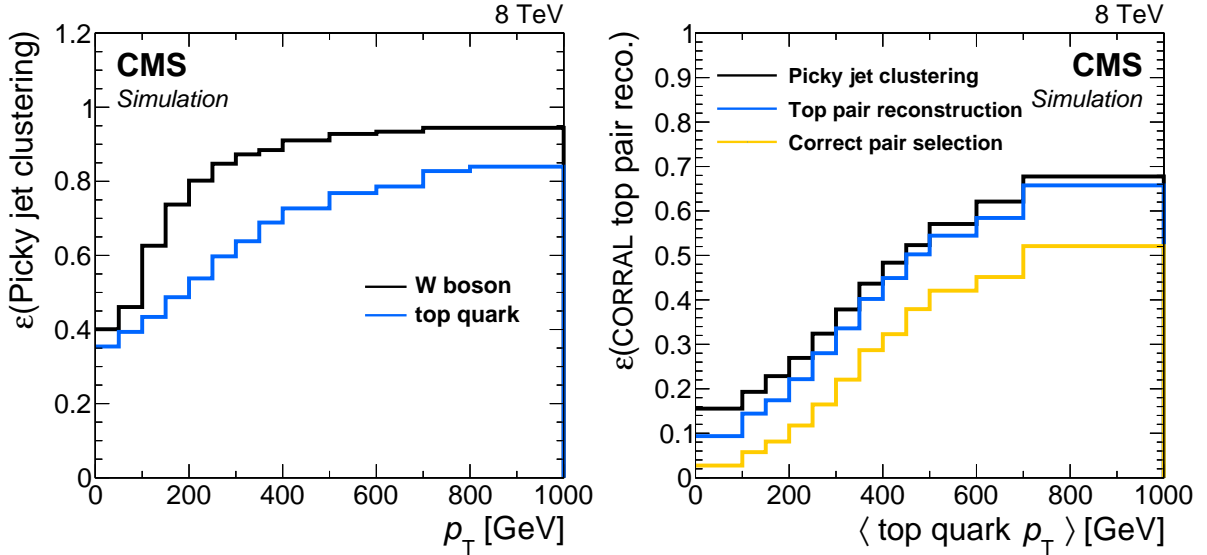 8 TeV
ε(Picky jet clustering)
1.2
1
0.8
0.6
0.4
0.2
0
CMS
Simulation
W boson
top quark
0 200 400 600 800 1000
p_T [GeV]
8 TeV
ε(CORRAL top pair reco.)
1
0.9
0.8
0.7
0.6
0.5
0.4
0.3
0.2
0.1
0
Picky jet clustering
Top pair reconstruction
Correct pair selection
CMS
Simulation
0 200 400 600 800 1000
⟨ top quark p_T ⟩ [GeV]